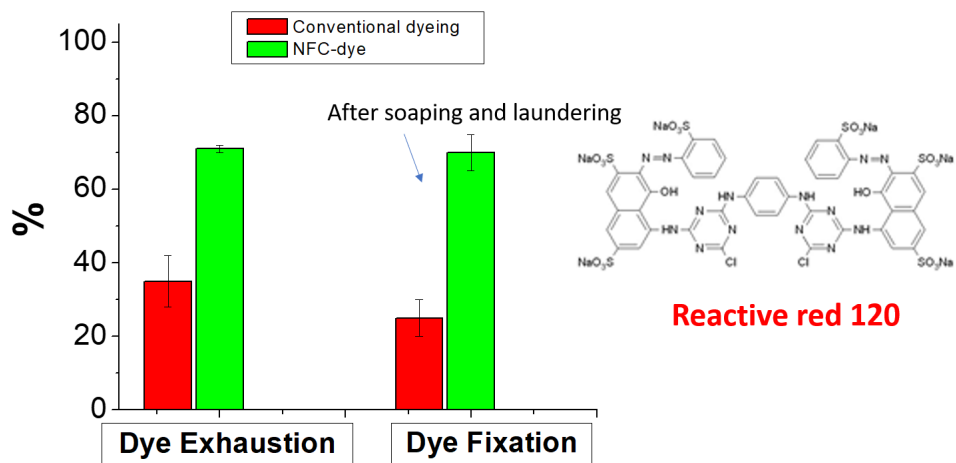 Conventional dyeing
NFC-dye
After soaping and laundering
%
100
80
60
40
20
0
Dye Exhaustion
Dye Fixation
NaO₃S
SO₃Na
NaO₃S
N=N
N=N
SO₃Na
OH
HO
HN
NH
HN
N
N
N
N
N
N
NH
Cl
Cl
NaO₃S
SO₃Na
Reactive red 120